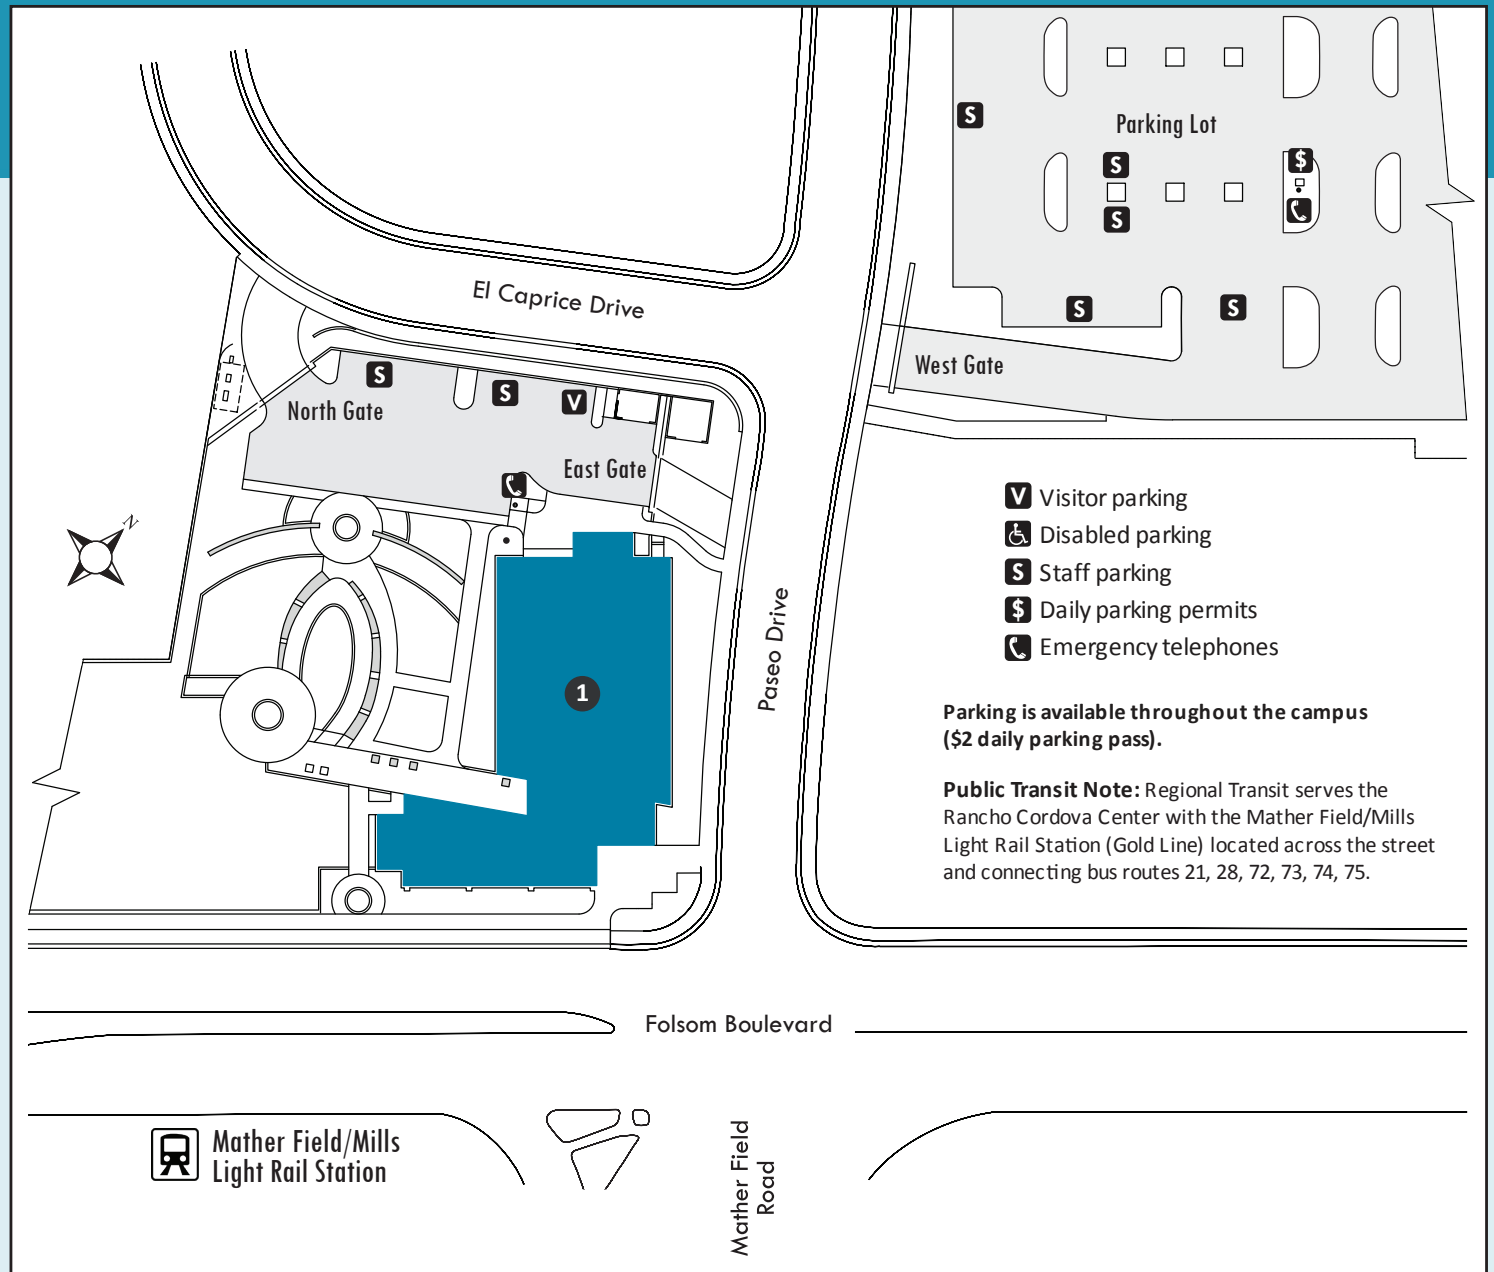 S
Parking Lot
S
$
S
El Caprice Drive
S
S
West Gate
S
S
V
North Gate
East Gate
N
V Visitor parking
Disabled parking
S Staff parking
$ Daily parking permits
Emergency telephones
Paseo Drive
1
Parking is available throughout the campus
($2 daily parking pass).
Public Transit Note: Regional Transit serves the
Rancho Cordova Center with the Mather Field/Mills
Light Rail Station (Gold Line) located across the street
and connecting bus routes 21, 28, 72, 73, 74, 75.
Folsom Boulevard
Mather Field/Mills
Light Rail Station
Mather Field
Road